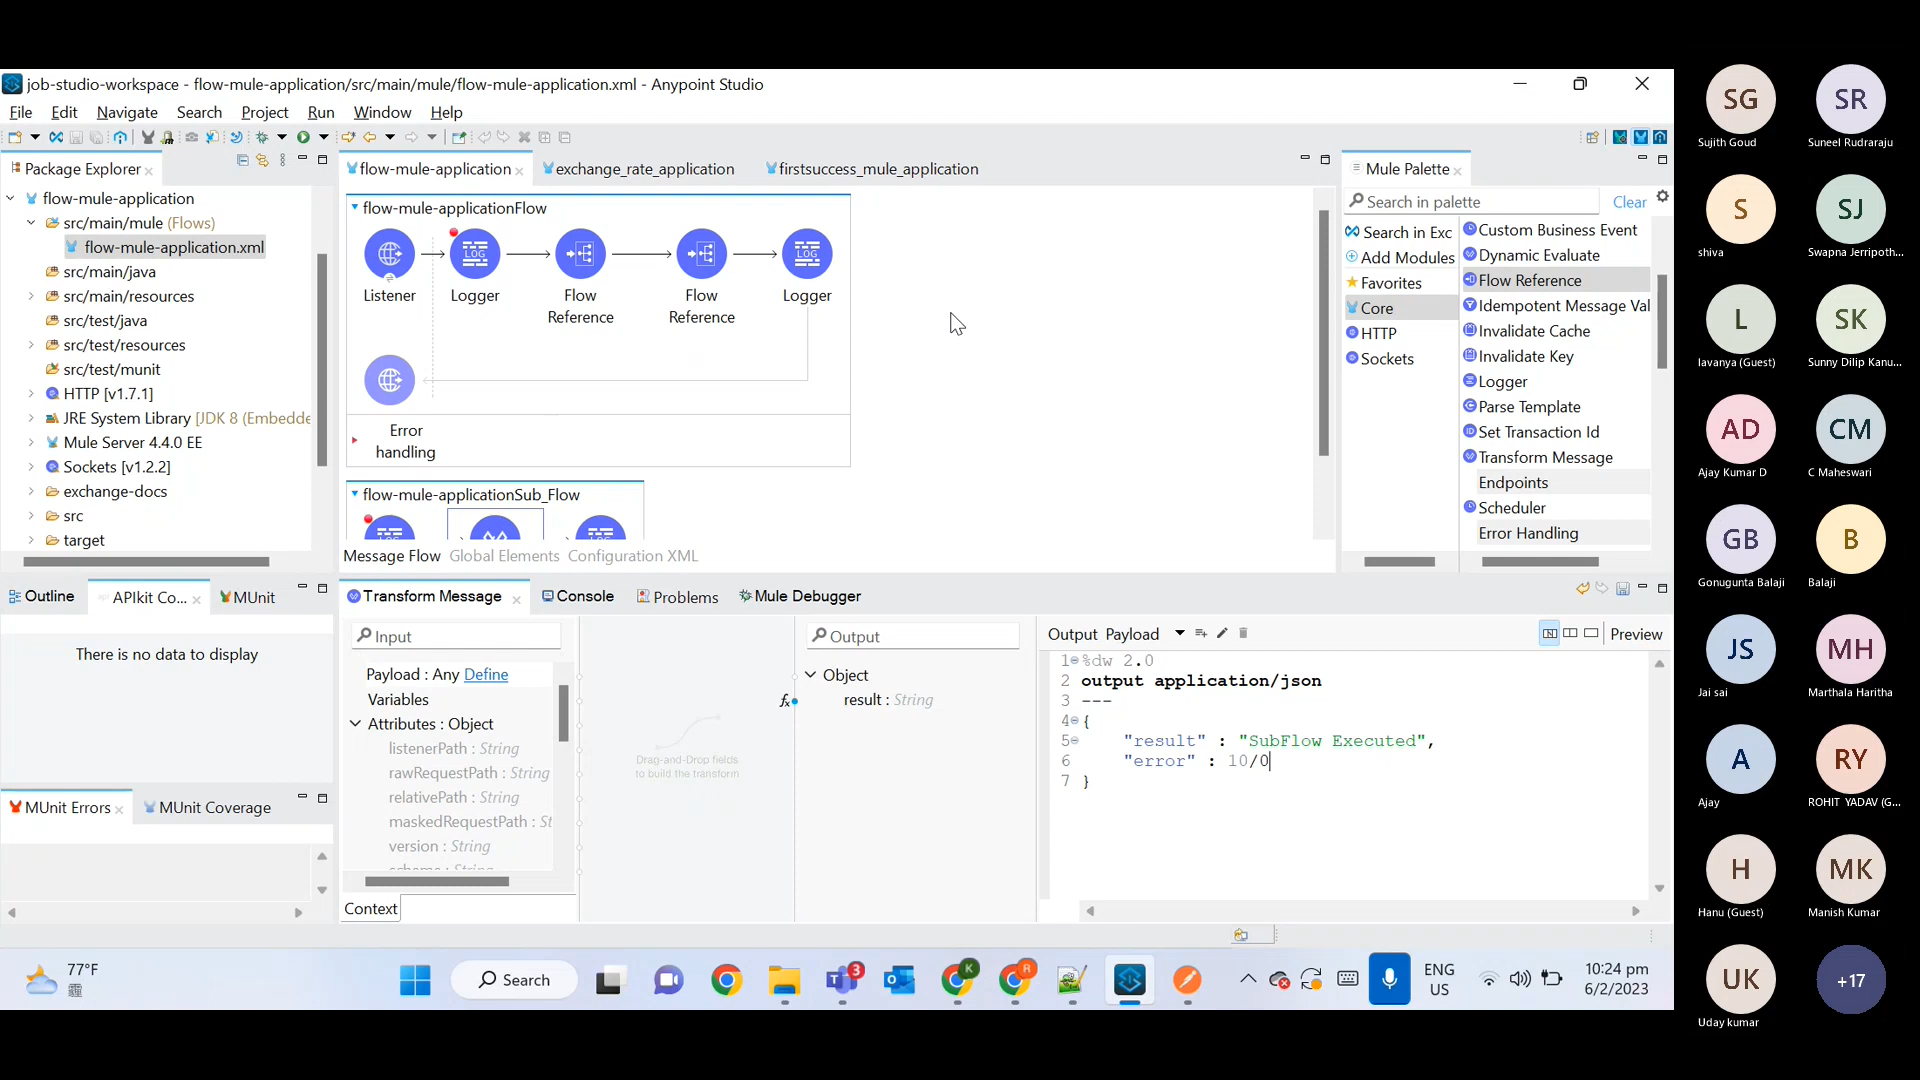 job-studio-workspace - flow-mule-application/src/main/mule/flow-mule-application.xml - Anypoint Studio
File Edit Navigate Search Project Run Window Help
Package Explorer
flow-mule-application
src/main/mule (Flows)
flow-mule-application.xml
src/main/java
src/main/resources
src/test/java
src/test/resources
src/test/munit
HTTP [v1.7.1]
JRE System Library [JDK 8 (Embedde
Mule Server 4.4.0 EE
Sockets [v1.2.2]
exchange-docs
src
target
flow-mule-application
exchange_rate_application
firstsuccess_mule_application
flow-mule-applicationFlow
LOG
LOG
Listener
Logger
Flow
Reference
Flow
Reference
Logger
Error
handling
flow-mule-applicationSub_Flow
Message Flow Global Elements Configuration XML
Mule Palette
Search in palette
Clear
Search in Exc
Add Modules
Favorites
Core
HTTP
Sockets
Custom Business Event
Dynamic Evaluate
Flow Reference
Idempotent Message Val
Invalidate Cache
Invalidate Key
Logger
Parse Template
Set Transaction Id
Transform Message
Endpoints
Scheduler
Error Handling
Outline
APIkit Co...
MUnit
There is no data to display
MUnit Errors
MUnit Coverage
Transform Message
Console
Problems
Mule Debugger
Input
Payload : Any Define
Variables
Attributes : Object
listenerPath : String
rawRequestPath : String
relativePath : String
maskedRequestPath : St
version : String
Context
Drag-and-Drop fields
to build the transform
Output
Object
fx
result : String
Output Payload
Preview
1 %dw 2.0
2 output application/json
3 ---
4 {
5 "result" : "SubFlow Executed",
6 "error" : 10/0
7 }
77°F
Search
3
K
R
ENG
US
10:24 pm
6/2/2023
SG
Sujith Goud
SR
Suneel Rudraraju
S
shiva
SJ
Swapna Jerripoth...
L
lavanya (Guest)
SK
Sunny Dilip Kanu...
AD
Ajay Kumar D
CM
C Maheswari
GB
Gonugunta Balaji
B
Balaji
JS
Jai sai
MH
Marthala Haritha
A
Ajay
RY
ROHIT YADAV (G...
H
Hanu (Guest)
MK
Manish Kumar
UK
Uday kumar
+17